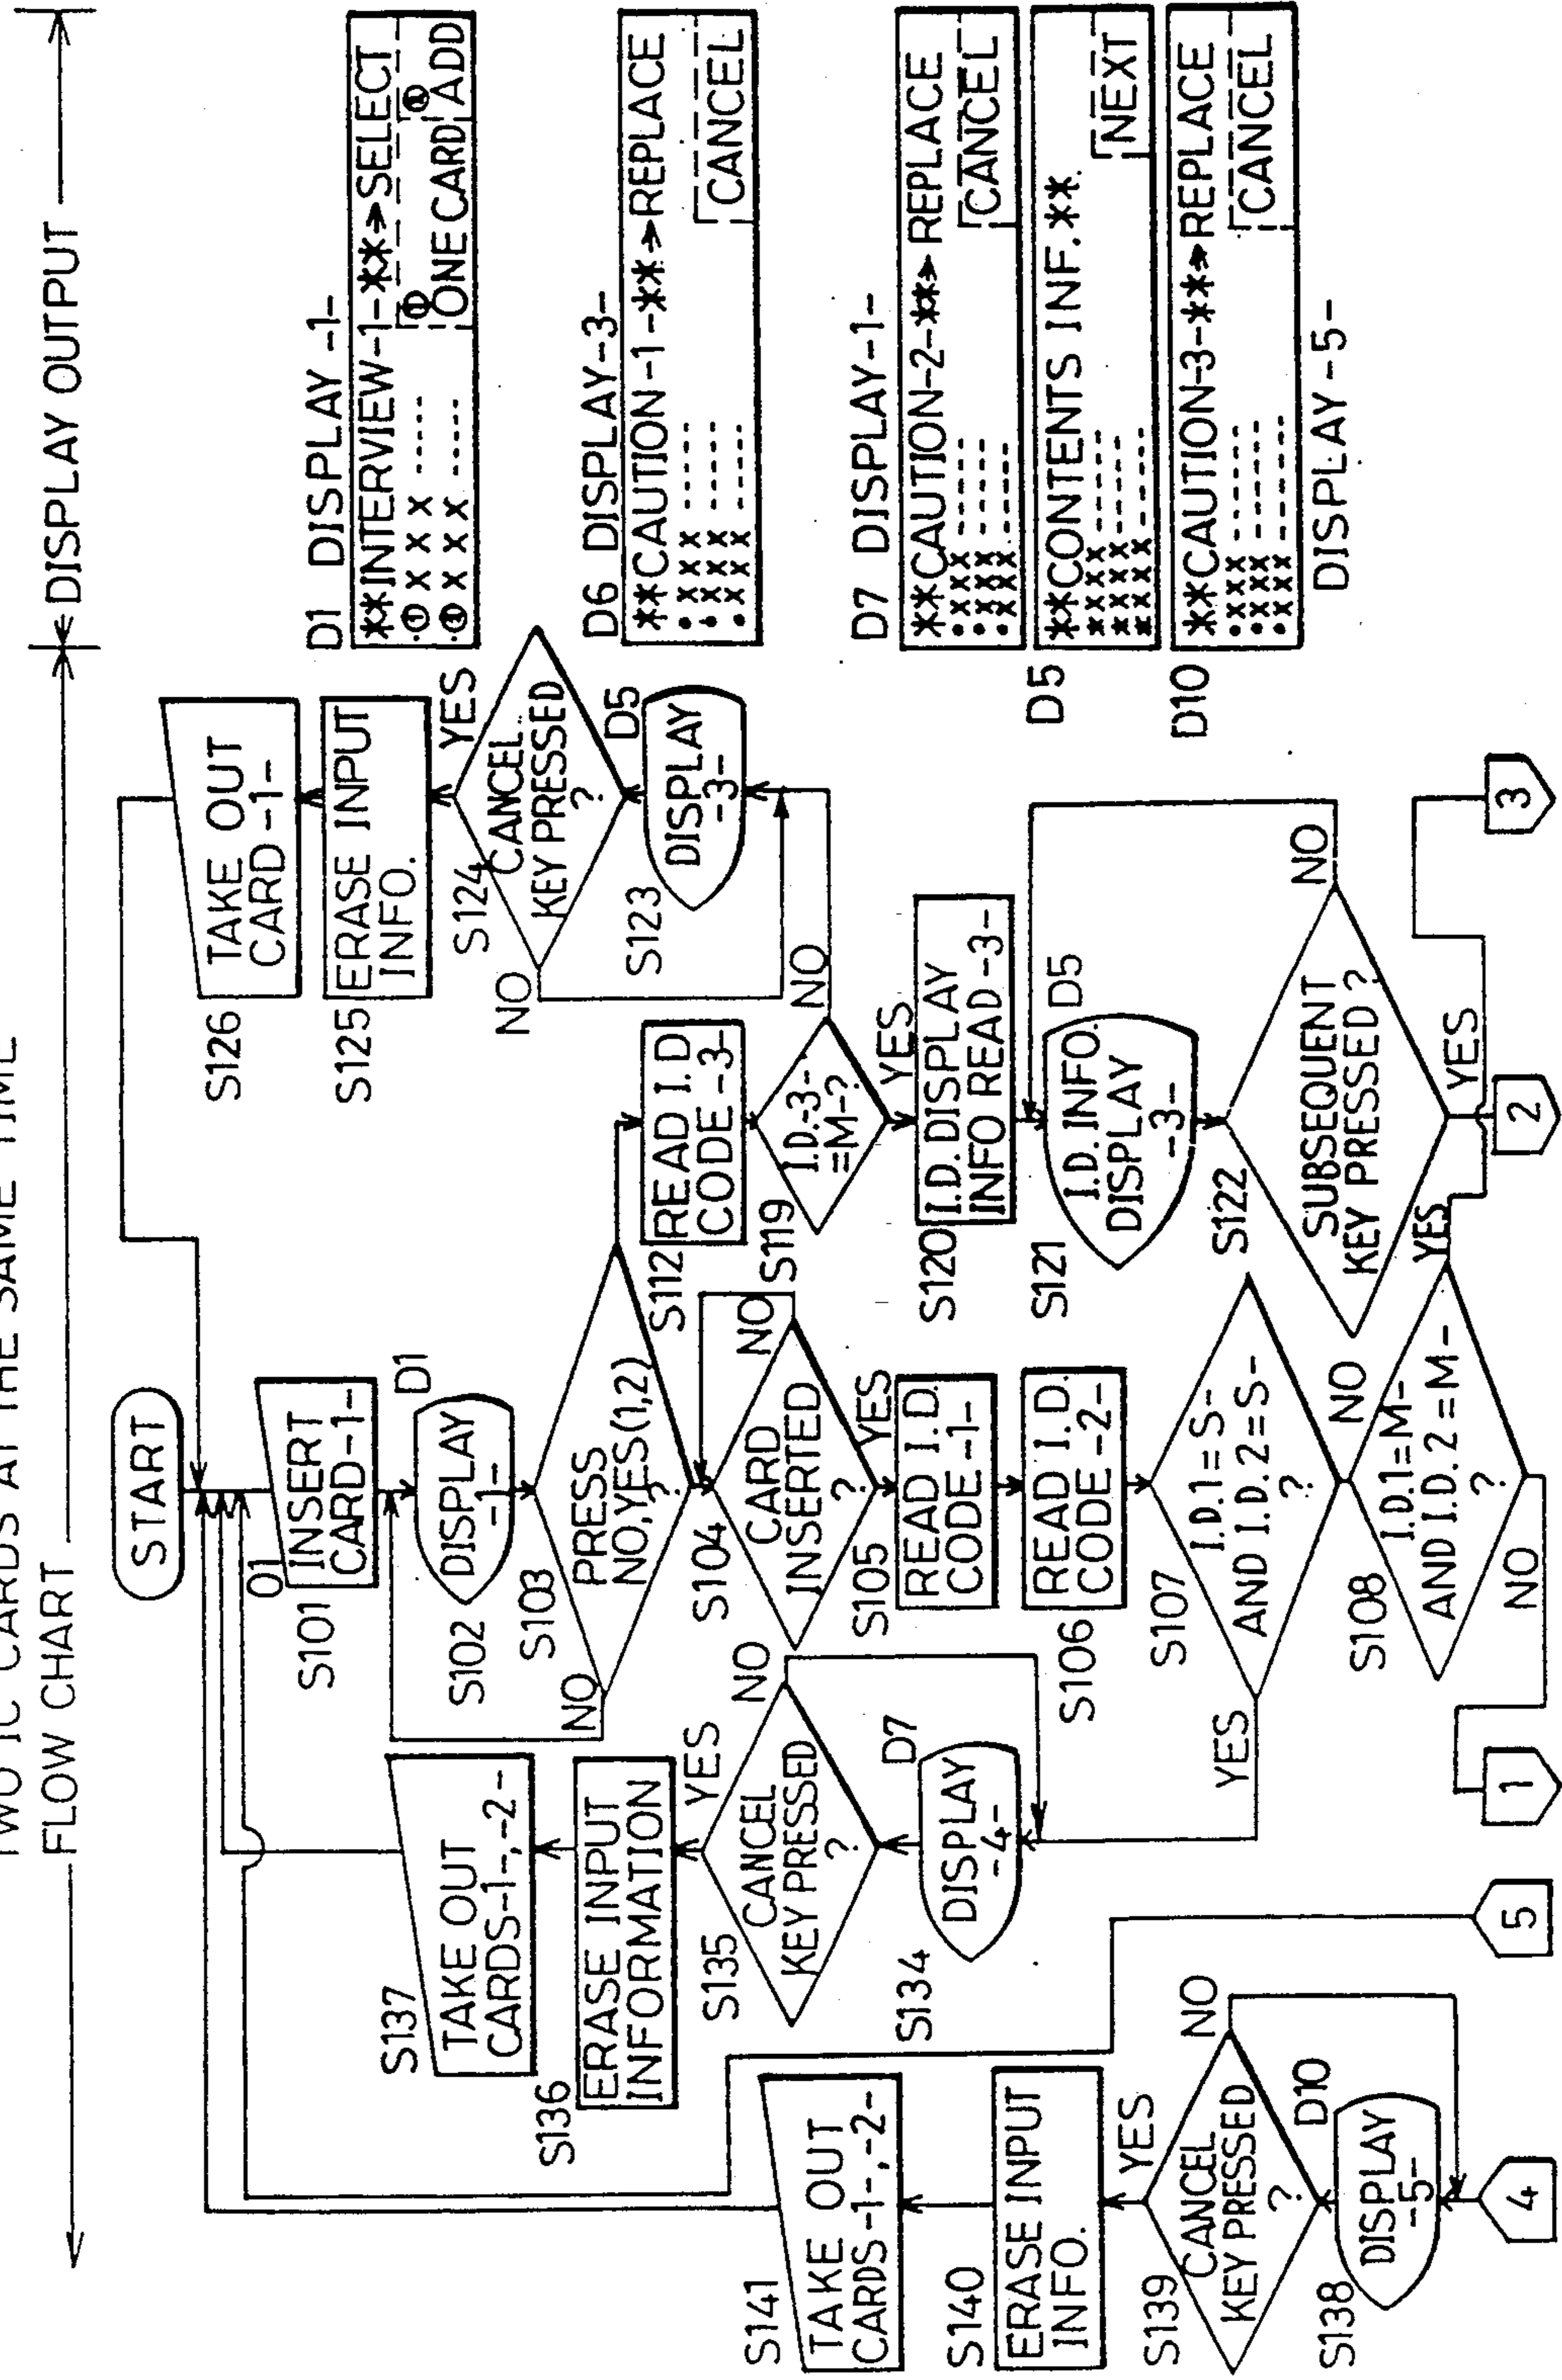 TWO IC CARDS AT THE SAME TIME
FLOW CHART
DISPLAY OUTPUT
START
01
S101
INSERT
CARD-1-
S102
DISPLAY
-1-
D1
S103
PRESS
NO,YES(1,2)
?
NO
S104
CARD
INSERTED
?
NO
YES
S105
READ I.D.
CODE -1-
S106
READ I.D.
CODE -2-
S107
I.D.1=S-
AND I.D.2=S-
?
YES
NO
S108
I.D.1=M-
AND I.D.2=M-
?
YES
NO
1
S112
READ I.D
CODE -3-
S119
I.D.-3-
=M-?
NO
YES
S120
I.D. DISPLAY
INFO READ -3-
S121
I.D. INFO.
DISPLAY
-3-
D5
S122
SUBSEQUENT
KEY PRESSED ?
NO
YES
2
3
S123
DISPLAY
-3-
D5
S124
CANCEL
KEY PRESSED
?
NO
YES
S125
ERASE INPUT
INFO.
S126
TAKE OUT
CARD -1-
S134
DISPLAY
-4-
D7
S135
CANCEL
KEY PRESSED
?
NO
YES
S136
ERASE INPUT
INFORMATION
S137
TAKE OUT
CARDS-1-,-2-
5
S138
DISPLAY
-5-
D10
S139
CANCEL
KEY PRESSED
?
NO
YES
S140
ERASE INPUT
INFO.
S141
TAKE OUT
CARDS-1-,-2-
4
D1 DISPLAY -1-
**INTERVIEW-1-**→SELECT
① X X X -----
② X X X -----
① ②
ONE CARD ADD
D6 DISPLAY-3-
**CAUTION-1-**→REPLACE
• X X X ------
• X X X ------
• X X X ------
CANCEL
D7 DISPLAY-1-
**CAUTION-2-**→REPLACE
• X X X ------
• X X X ------
• X X X ------
CANCEL
D5
**CONTENTS INF.**
X X X X ------
X X X X ------
X X X X ------
NEXT
D10
**CAUTION-3-**→REPLACE
• X X X ------
• X X X ------
• X X X ------
CANCEL
DISPLAY-5-